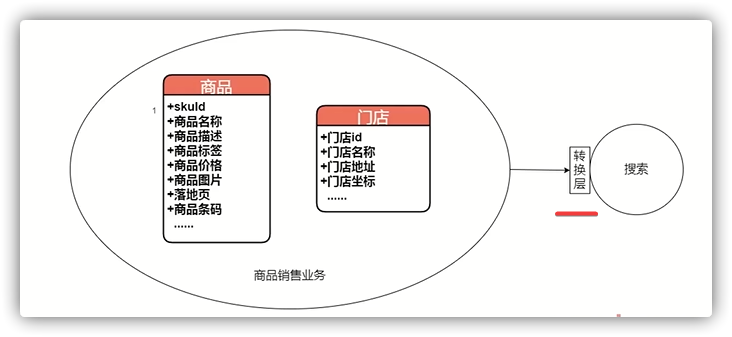 商品
1
+skuId
+商品名称
+商品描述
+商品标签
+商品价格
+商品图片
+落地页
+商品条码
......
门店
+门店id
+门店名称
+门店地址
+门店坐标
......
商品销售业务
转
换
层
搜索